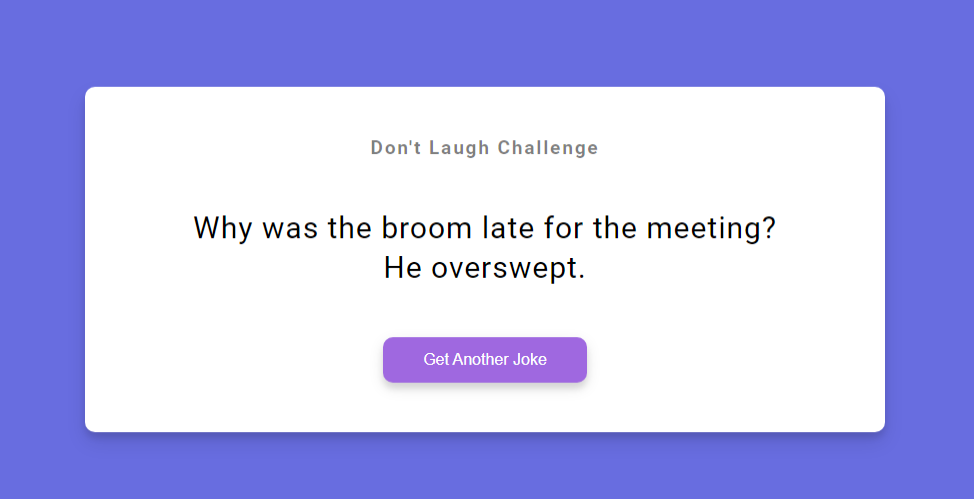 Don't Laugh Challenge
Why was the broom late for the meeting?
He overswept.
Get Another Joke